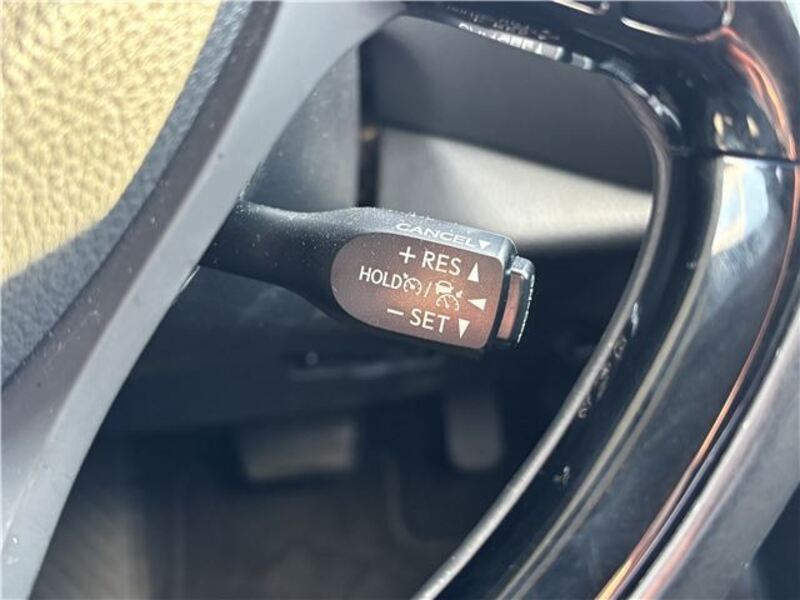 CANCEL▼
+ RES ▲
HOLD / ◄
− SET ▼